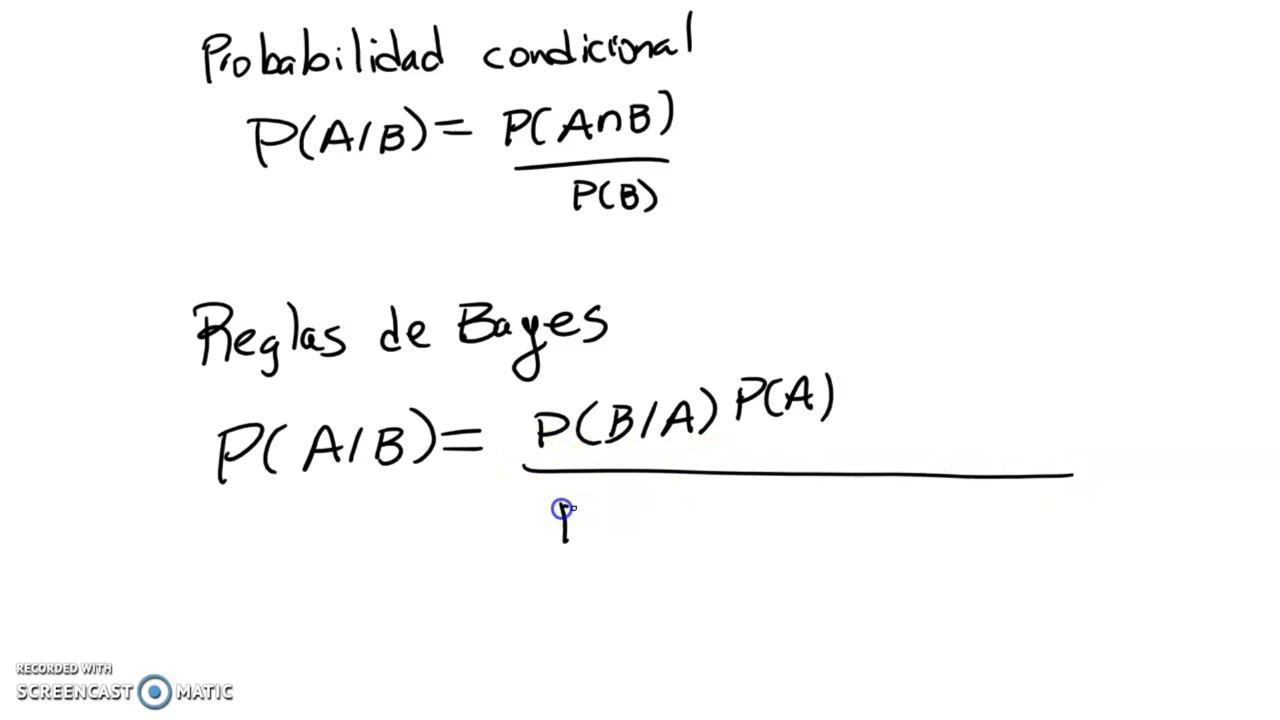 Probabilidad condicional
P(A/B) = P(A∩B)
P(B)
Reglas de Bayes
P(A/B) = P(B/A) P(A)
RECORDED WITH
SCREENCAST MATIC